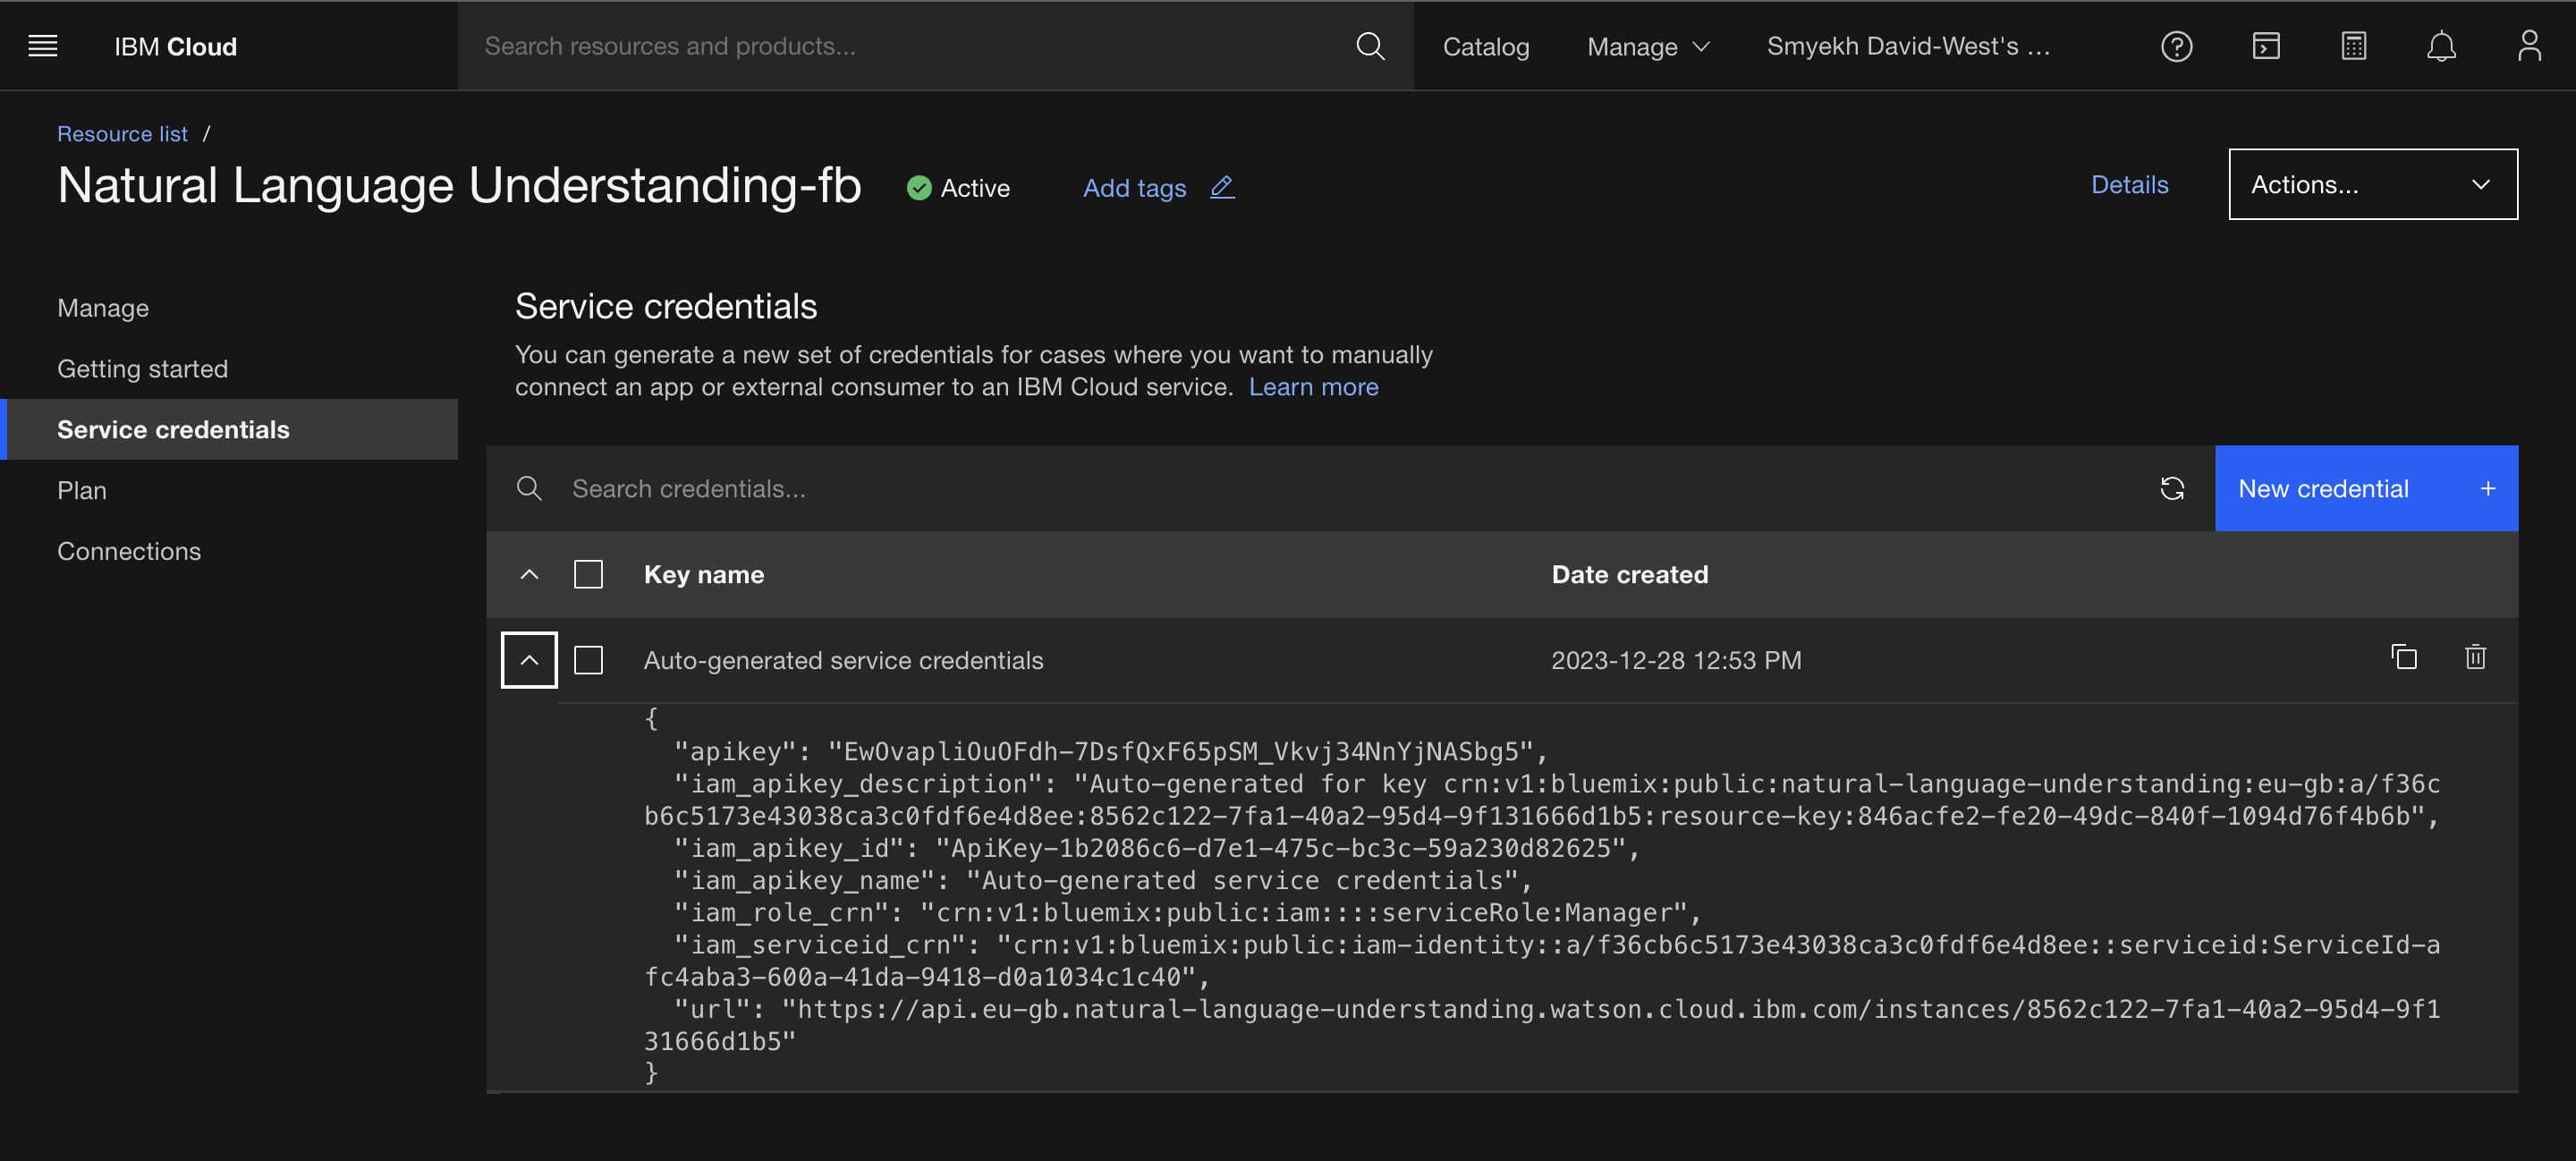 IBM Cloud
Search resources and products...
Catalog
Manage
Smyekh David-West's ...
Resource list /
Natural Language Understanding-fb
Active
Add tags
Details
Actions...
Manage
Getting started
Service credentials
Plan
Connections
Service credentials
You can generate a new set of credentials for cases where you want to manually
connect an app or external consumer to an IBM Cloud service. Learn more
Search credentials...
New credential +
Key name
Date created
Auto-generated service credentials
2023-12-28 12:53 PM
{
"apikey": "EwOvapliOuOFdh-7DsfQxF65pSM_Vkvj34NnYjNASbg5",
"iam_apikey_description": "Auto-generated for key crn:v1:bluemix:public:natural-language-understanding:eu-gb:a/f36c
b6c5173e43038ca3c0fdf6e4d8ee:8562c122-7fa1-40a2-95d4-9f131666d1b5:resource-key:846acfe2-fe20-49dc-840f-1094d76f4b6b",
"iam_apikey_id": "ApiKey-1b2086c6-d7e1-475c-bc3c-59a230d82625",
"iam_apikey_name": "Auto-generated service credentials",
"iam_role_crn": "crn:v1:bluemix:public:iam::::serviceRole:Manager",
"iam_serviceid_crn": "crn:v1:bluemix:public:iam-identity::a/f36cb6c5173e43038ca3c0fdf6e4d8ee::serviceid:ServiceId-a
fc4aba3-600a-41da-9418-d0a1034c1c40",
"url": "https://api.eu-gb.natural-language-understanding.watson.cloud.ibm.com/instances/8562c122-7fa1-40a2-95d4-9f1
31666d1b5"
}